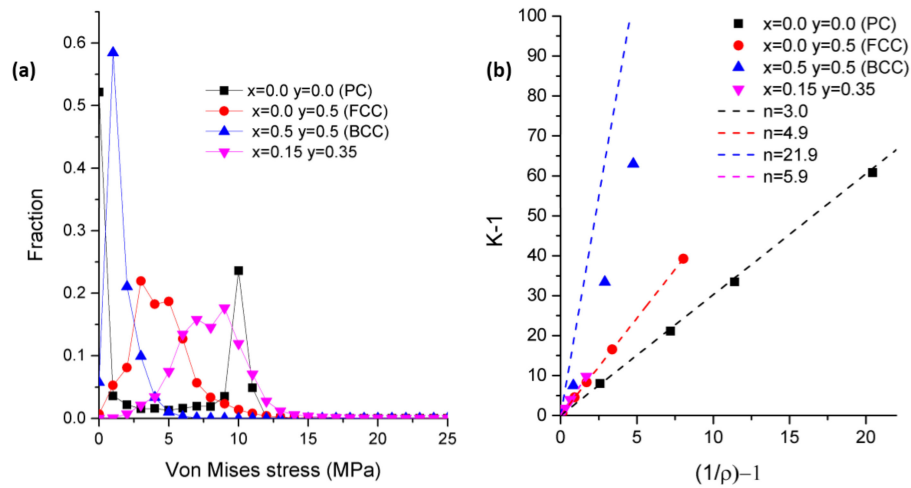 (a)
0.6
0.5
0.4
0.3
0.2
0.1
0.0
Fraction
x=0.0 y=0.0 (PC)
x=0.0 y=0.5 (FCC)
x=0.5 y=0.5 (BCC)
x=0.15 y=0.35
0 5 10 15 20 25
Von Mises stress (MPa)
(b)
100
90
80
70
60
50
40
30
20
10
0
K-1
x=0.0 y=0.0 (PC)
x=0.0 y=0.5 (FCC)
x=0.5 y=0.5 (BCC)
x=0.15 y=0.35
n=3.0
n=4.9
n=21.9
n=5.9
0 5 10 15 20
(1/ρ)−1